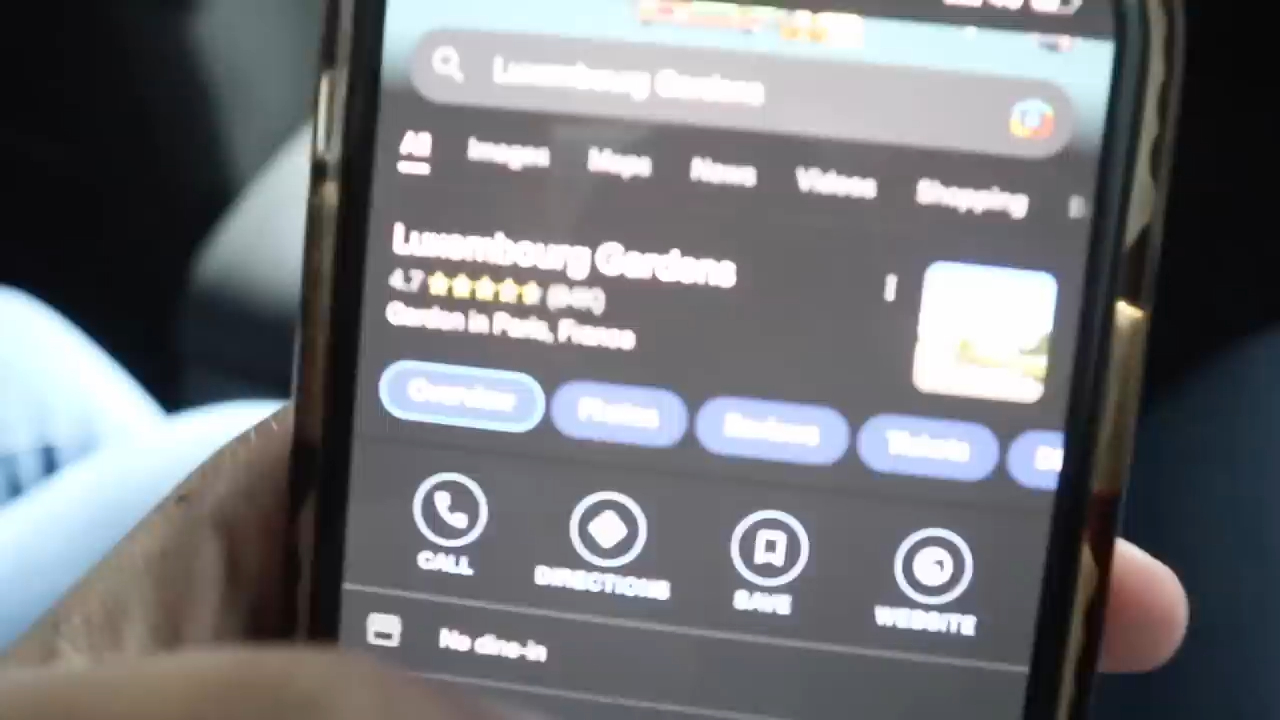 Luxembourg Gardens
All Images Maps News Videos Shopping
Luxembourg Gardens
4.7
Garden in Paris, France
Overview Photos Reviews Tickets
CALL DIRECTIONS SAVE WEBSITE
No dine-in